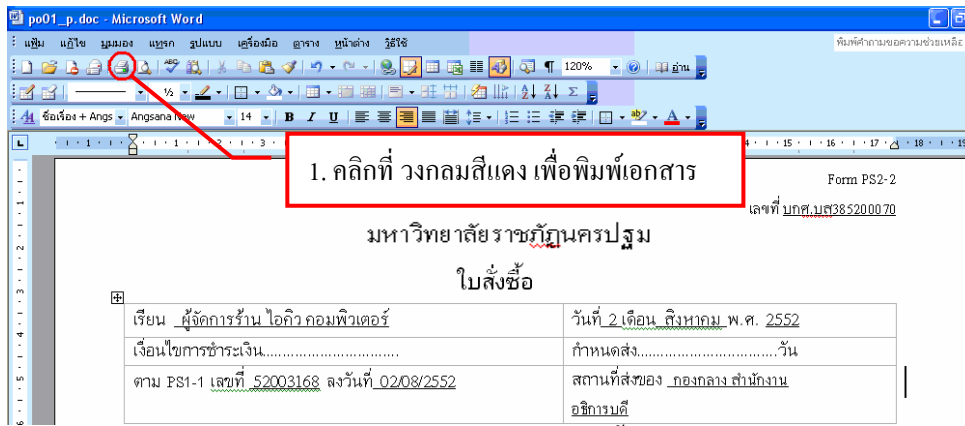 po01_p.doc - Microsoft Word
แฟ้ม แก้ไข มุมมอง แทรก รูปแบบ เครื่องมือ ตาราง หน้าต่าง วิธีใช้ พิมพ์คำถามขอความช่วยเหลือ
120% อ่าน
½
ชื่อเรื่อง + Angs Angsana New 14 B I U
1. คลิกที่ วงกลมสีแดง เพื่อพิมพ์เอกสาร
Form PS2-2
เลขที่ บกศ.บส385200070
มหาวิทยาลัยราชภัฏนครปฐม
ใบสั่งซื้อ
เรียน ผู้จัดการร้าน ไอคิว คอมพิวเตอร์ วันที่ 2 เดือน สิงหาคม พ.ศ. 2552
เงื่อนไขการชำระเงิน.................................. กำหนดส่ง...................................วัน
ตาม PS1-1 เลขที่ 52003168 ลงวันที่ 02/08/2552 สถานที่ส่งของ กองกลาง สำนักงาน
อธิการบดี